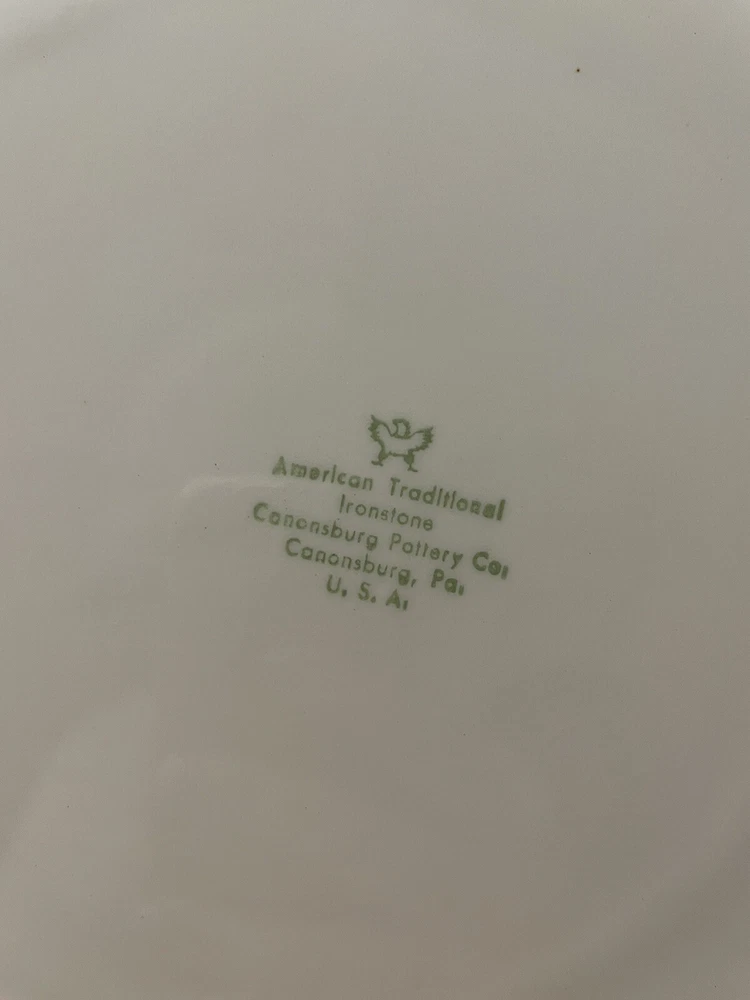 American Traditional
Ironstone
Canonsburg Pottery Co.
Canonsburg, Pa.
U. S. A.